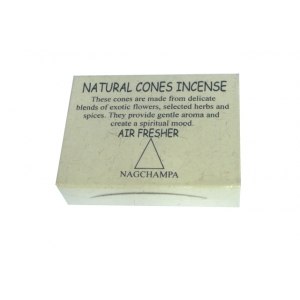 NATURAL CONES INCENSE
These cones are made from delicate
blends of exotic flowers, selected herbs and
spices. They provide gentle aroma and
create a spiritual mood.
AIR FRESHER
NAGCHAMPA